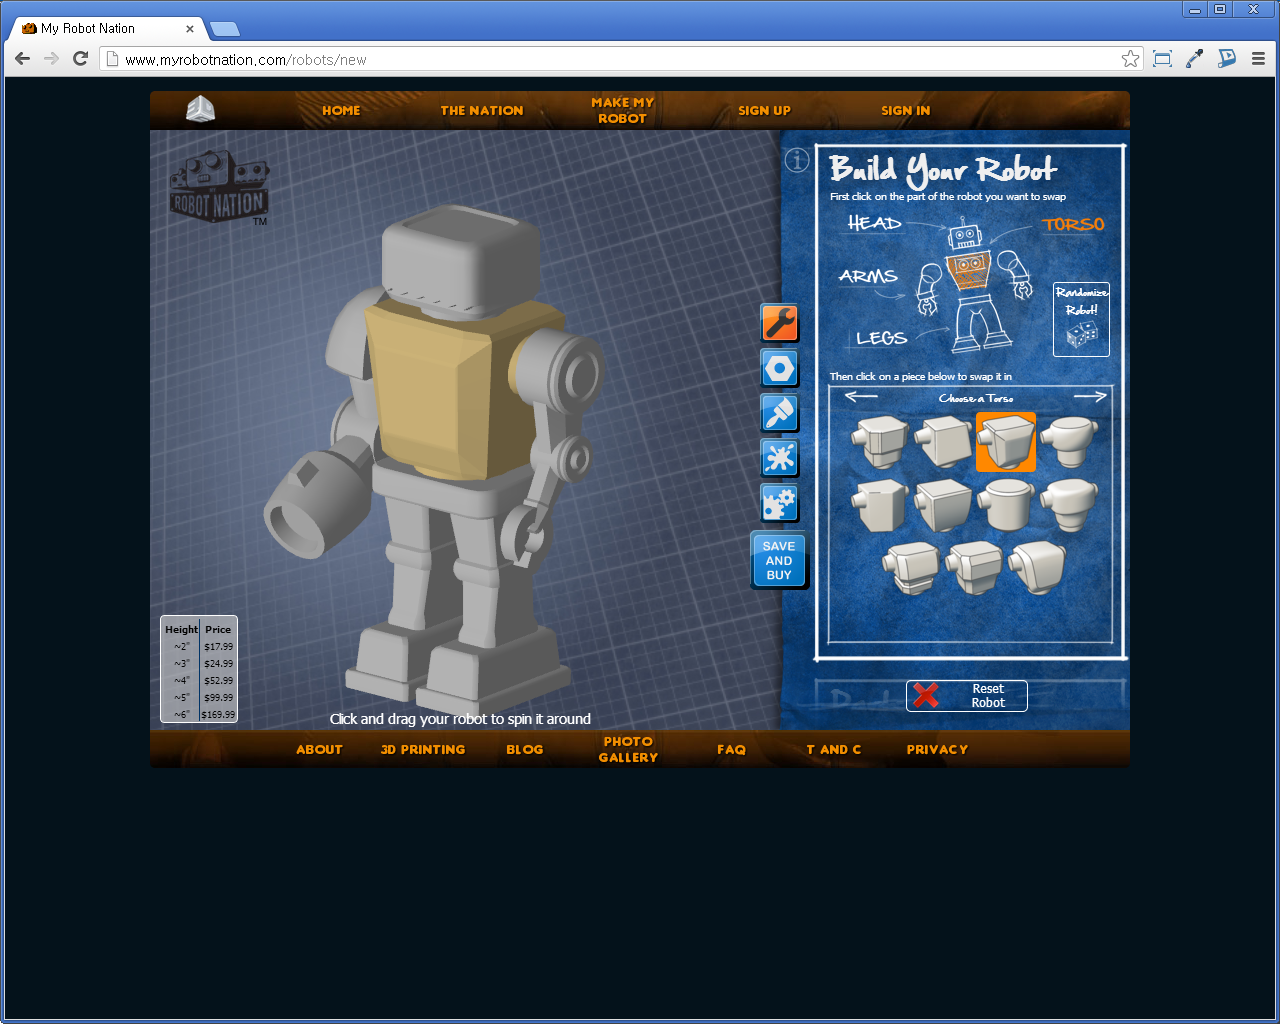 My Robot Nation
www.myrobotnation.com/robots/new
HOME
THE NATION
MAKE MY
ROBOT
SIGN UP
SIGN IN
ROBOT NATION
TM
Build Your Robot
First click on the part of the robot you want to swap
HEAD
TORSO
ARMS
LEGS
Randomize
Robot!
Then click on a piece below to swap it in
Choose a Torso
SAVE
AND
BUY
Height Price
~2" $17.99
~3" $24.99
~4" $52.99
~5" $99.99
~6" $169.99
Click and drag your robot to spin it around
Reset
Robot
ABOUT
3D PRINTING
BLOG
PHOTO
GALLERY
FAQ
T AND C
PRIVACY